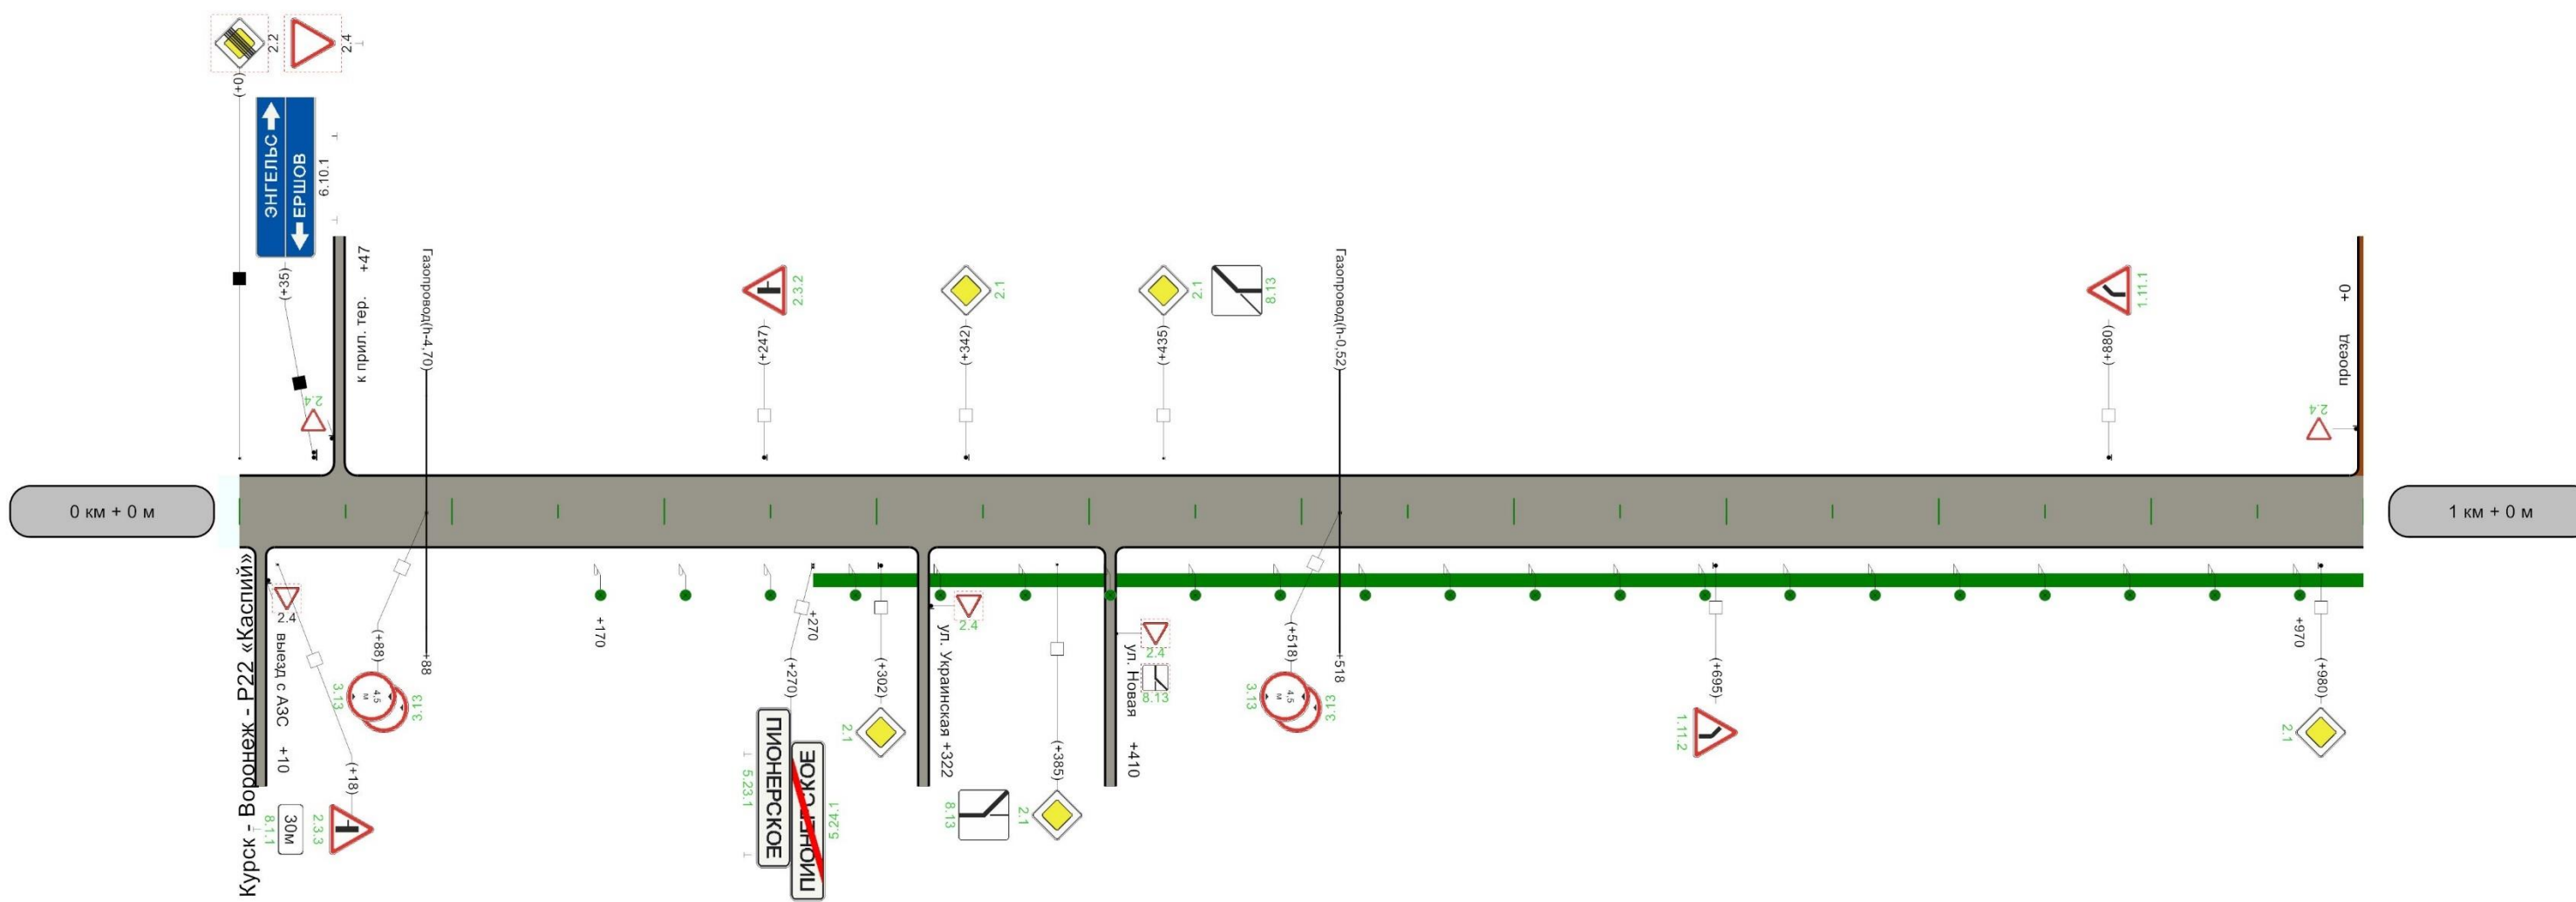 2.2
2.4
(+0)
ЭНГЕЛЬС
ЕРШОВ
6.10.1
(+35)
2.4
к прил. тер. +47
Газопровод(h-4,70)
2.3.2
(+247)
2.1
(+342)
2.1
8.13
(+435)
Газопровод(h-0,52)
1.11.1
(+880)
проезд +0
2.4
0 км + 0 м
1 км + 0 м
Курск - Воронеж - Р22 «Каспий»
2.4
выезд с АЗС +10
(+18)
8.1.1
30м
2.3.3
(+88)
+88
3.13
4,5
м
3.13
+170
+270
(+270)
5.23.1
ПИОНЕРСКОЕ
ПИОНЕРСКОЕ
5.24.1
(+302)
2.1
2.4
ул. Украинская +322
(+385)
8.13
2.1
2.4
8.13
ул. Новая +410
(+518)
+518
3.13
4,5
м
3.13
(+695)
1.11.2
+970
(+980)
2.1